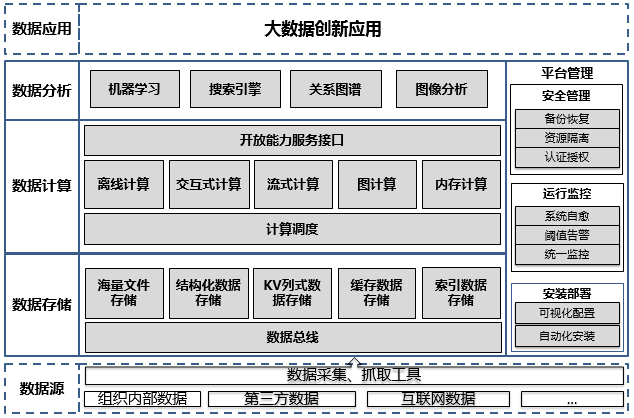 数据应用
大数据创新应用
数据分析
机器学习
搜索引擎
关系图谱
图像分析
数据计算
开放能力服务接口
离线计算
交互式计算
流式计算
图计算
内存计算
计算调度
数据存储
海量文件
存储
结构化数据
存储
KV列式数
据存储
缓存数据
存储
索引数据
存储
数据总线
平台管理
安全管理
备份恢复
资源隔离
认证授权
运行监控
系统自愈
阈值告警
统一监控
安装部署
可视化配置
自动化安装
数据源
数据采集、抓取工具
组织内部数据
第三方数据
互联网数据
...